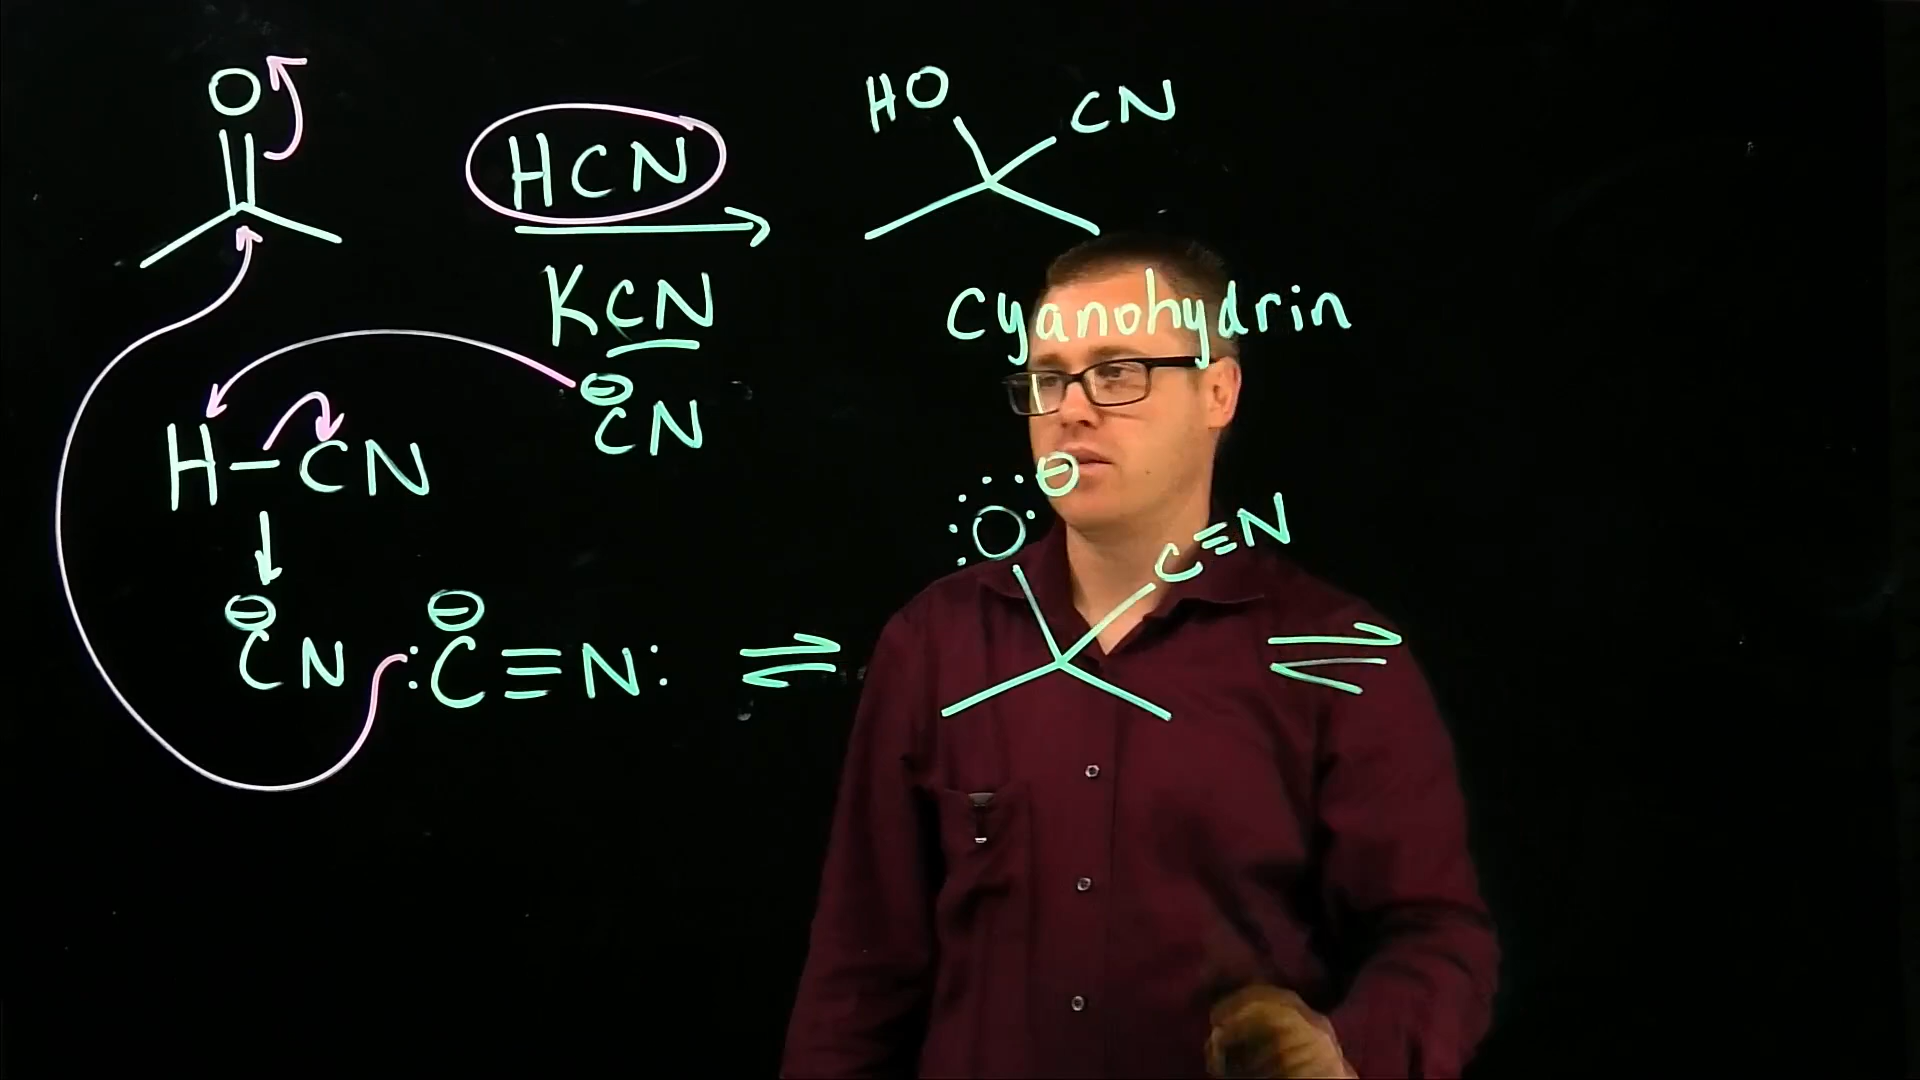 O
HCN
KCN
HO CN
Cyanohydrin
⊖
CN
H–CN
⊖
CN
⊖
:C≡N:
⊖
O
C≡N